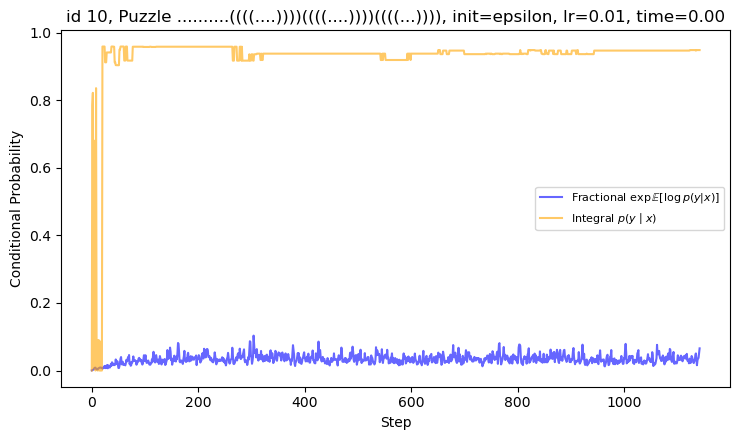 id 10, Puzzle ..........((((....))))((((....))))((((...)))), init=epsilon, lr=0.01, time=0.00
1.0
0.8
0.6
0.4
0.2
0.0
Conditional Probability
Fractional exp𝔼[log p(y|x)]
Integral p(y | x)
0 200 400 600 800 1000
Step